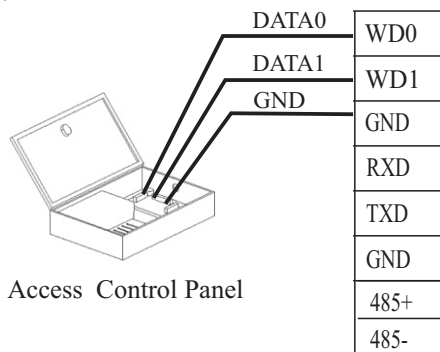 DATA0
WD0
DATA1
WD1
GND
GND
RXD
TXD
GND
Access Control Panel
485+
485-